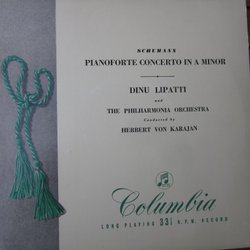 SCHUMANN
PIANOFORTE CONCERTO IN A MINOR
DINU LIPATTI
and
THE PHILHARMONIA ORCHESTRA
Conducted by
HERBERT VON KARAJAN
Columbia
LONG PLAYING 33⅓ R.P.M. RECORD